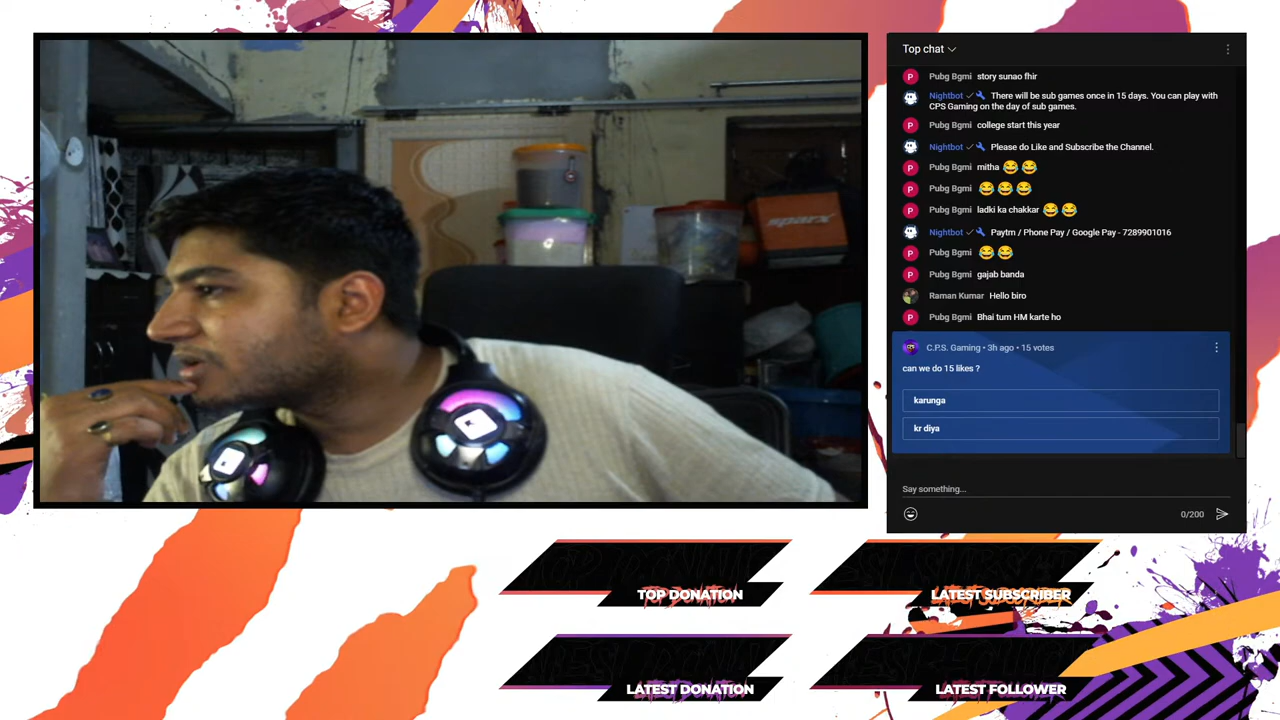 Top chat
P Pubg Bgmi story sunao fhir
Nightbot There will be sub games once in 15 days. You can play with
CPS Gaming on the day of sub games.
P Pubg Bgmi college start this year
Nightbot Please do Like and Subscribe the Channel.
P Pubg Bgmi mitha 😂 😂
P Pubg Bgmi 😂 😂 😂
P Pubg Bgmi ladki ka chakkar 😂 😂
Nightbot Paytm / Phone Pay / Google Pay - 7289901016
P Pubg Bgmi 😂 😂
P Pubg Bgmi gajab banda
Raman Kumar Hello biro
P Pubg Bgmi Bhai tum HM karte ho
C.P.S. Gaming • 3h ago • 15 votes
can we do 15 likes ?
karunga
kr diya
Say something...
0/200
sparx
TOP DONATION
LATEST SUBSCRIBER
LATEST DONATION
LATEST FOLLOWER